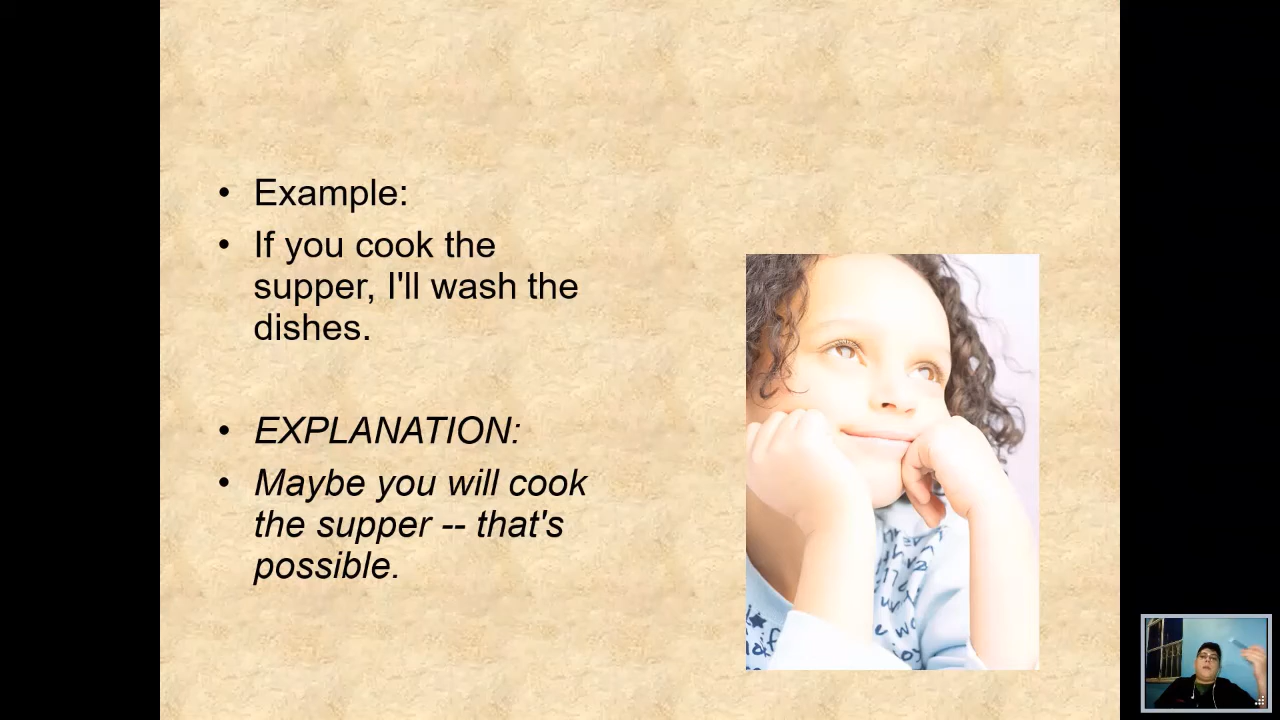 • Example:
• If you cook the
supper, I'll wash the
dishes.
• EXPLANATION:
• Maybe you will cook
the supper -- that's
possible.